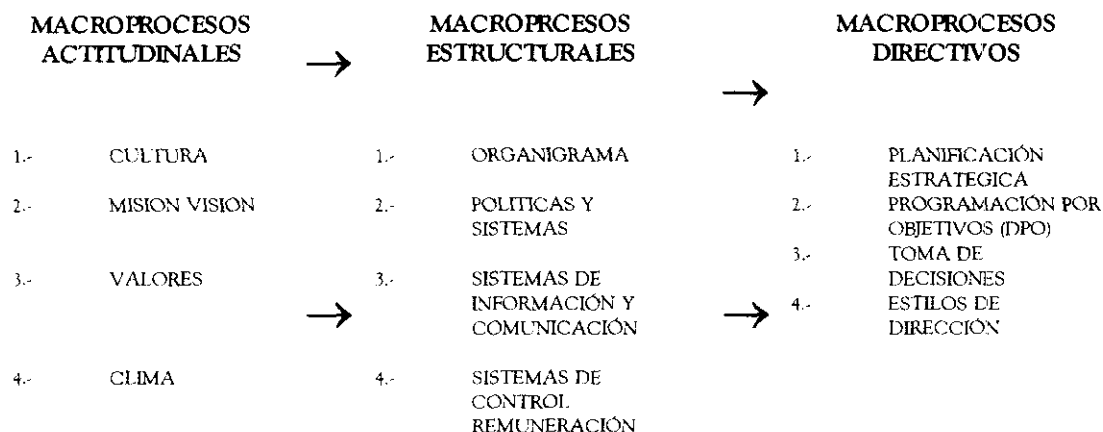 MACROPROCESOS
ACTITUDINALES
1.- CULTURA
2.- MISION VISION
3.- VALORES
4.- CLIMA
MACROPRCESOS
ESTRUCTURALES
1.- ORGANIGRAMA
2.- POLITICAS Y
SISTEMAS
3.- SISTEMAS DE
INFORMACIÓN Y
COMUNICACIÓN
4.- SISTEMAS DE
CONTROL
REMUNERACIÓN
MACROPROCESOS
DIRECTIVOS
1.- PLANIFICACIÓN
ESTRATEGICA
2.- PROGRAMACIÓN POR
OBJETIVOS (DPO)
3.- TOMA DE
DECISIONES
4.- ESTILOS DE
DIRECCIÓN